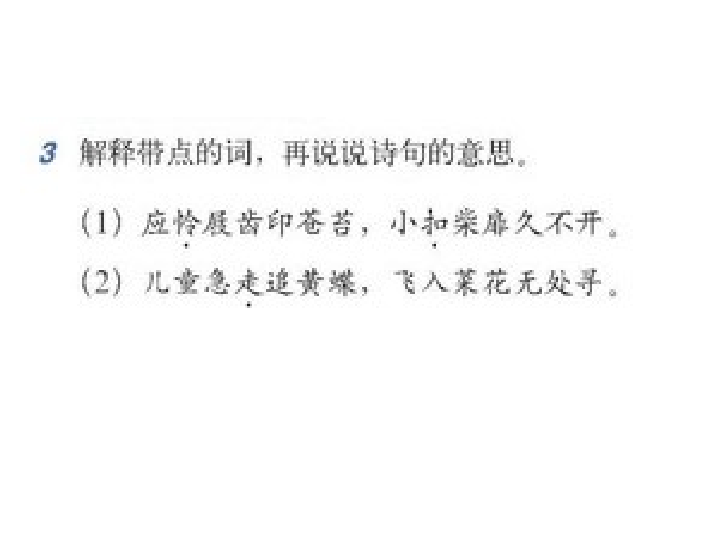 3 解释带点的词，再说说诗句的意思。
（1）应怜屐齿印苍苔，小扣柴扉久不开。
（2）儿童急走追黄蝶，飞入菜花无处寻。